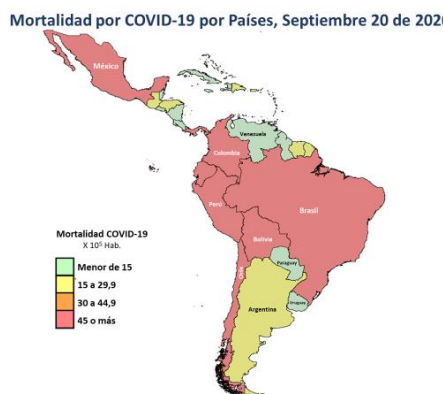 Mortalidad por COVID-19 por Países, Septiembre 20 de 2020
México
Venezuela
Colombia
Perú
Brasil
Bolivia
Paraguay
Chile
Argentina
Uruguay
Mortalidad COVID-19
X 10⁵ Hab.
Menor de 15
15 a 29,9
30 a 44,9
45 o más